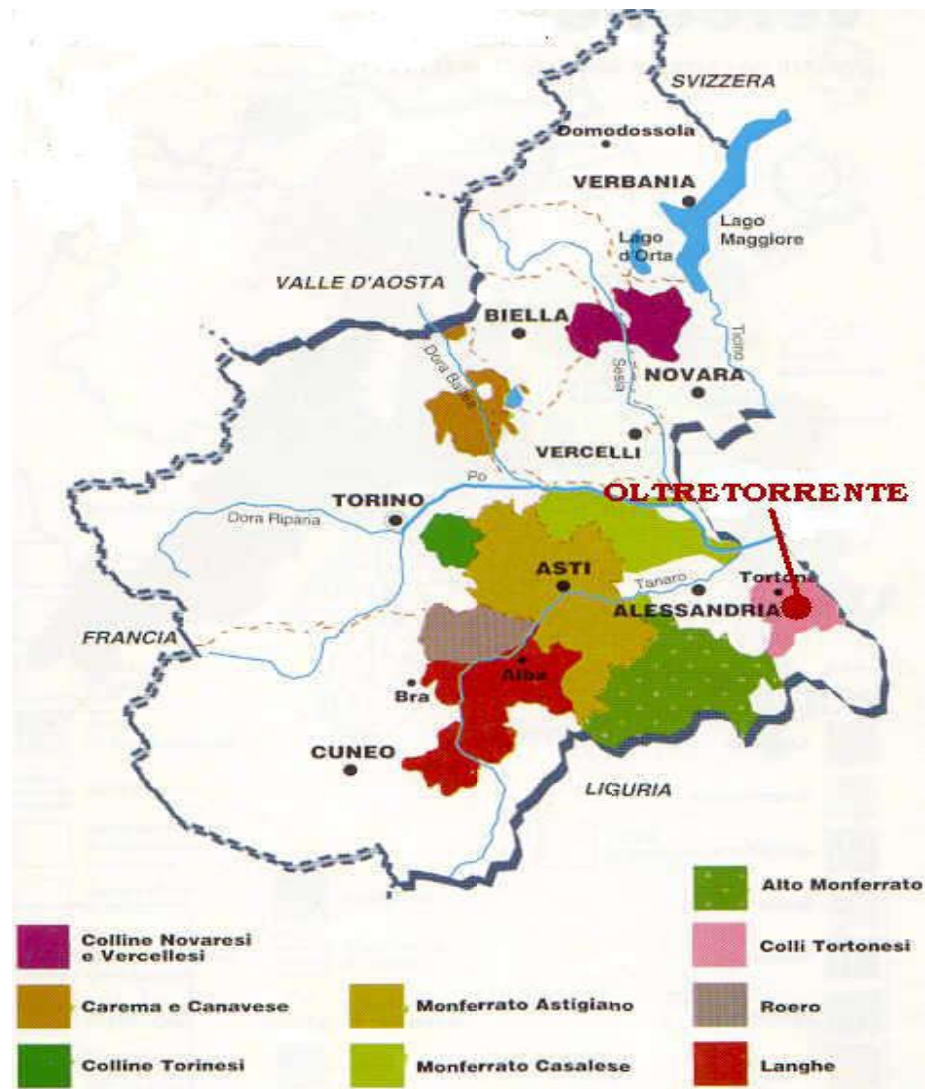 SVIZZERA
Domodossola
VERBANIA
Lago
Maggiore
Lago
d'Orta
VALLE D'AOSTA
BIELLA
Dora Baltea
Sesia
Ticino
NOVARA
VERCELLI
Po
OLTRETORRENTE
TORINO
Dora Riparia
ASTI
Tanaro
Tortona
ALESSANDRIA
FRANCIA
Alba
Bra
CUNEO
LIGURIA
Alto Monferrato
Colline Novaresi
e Vercellesi
Colli Tortonesi
Carema e Canavese
Monferrato Astigiano
Roero
Colline Torinesi
Monferrato Casalese
Langhe